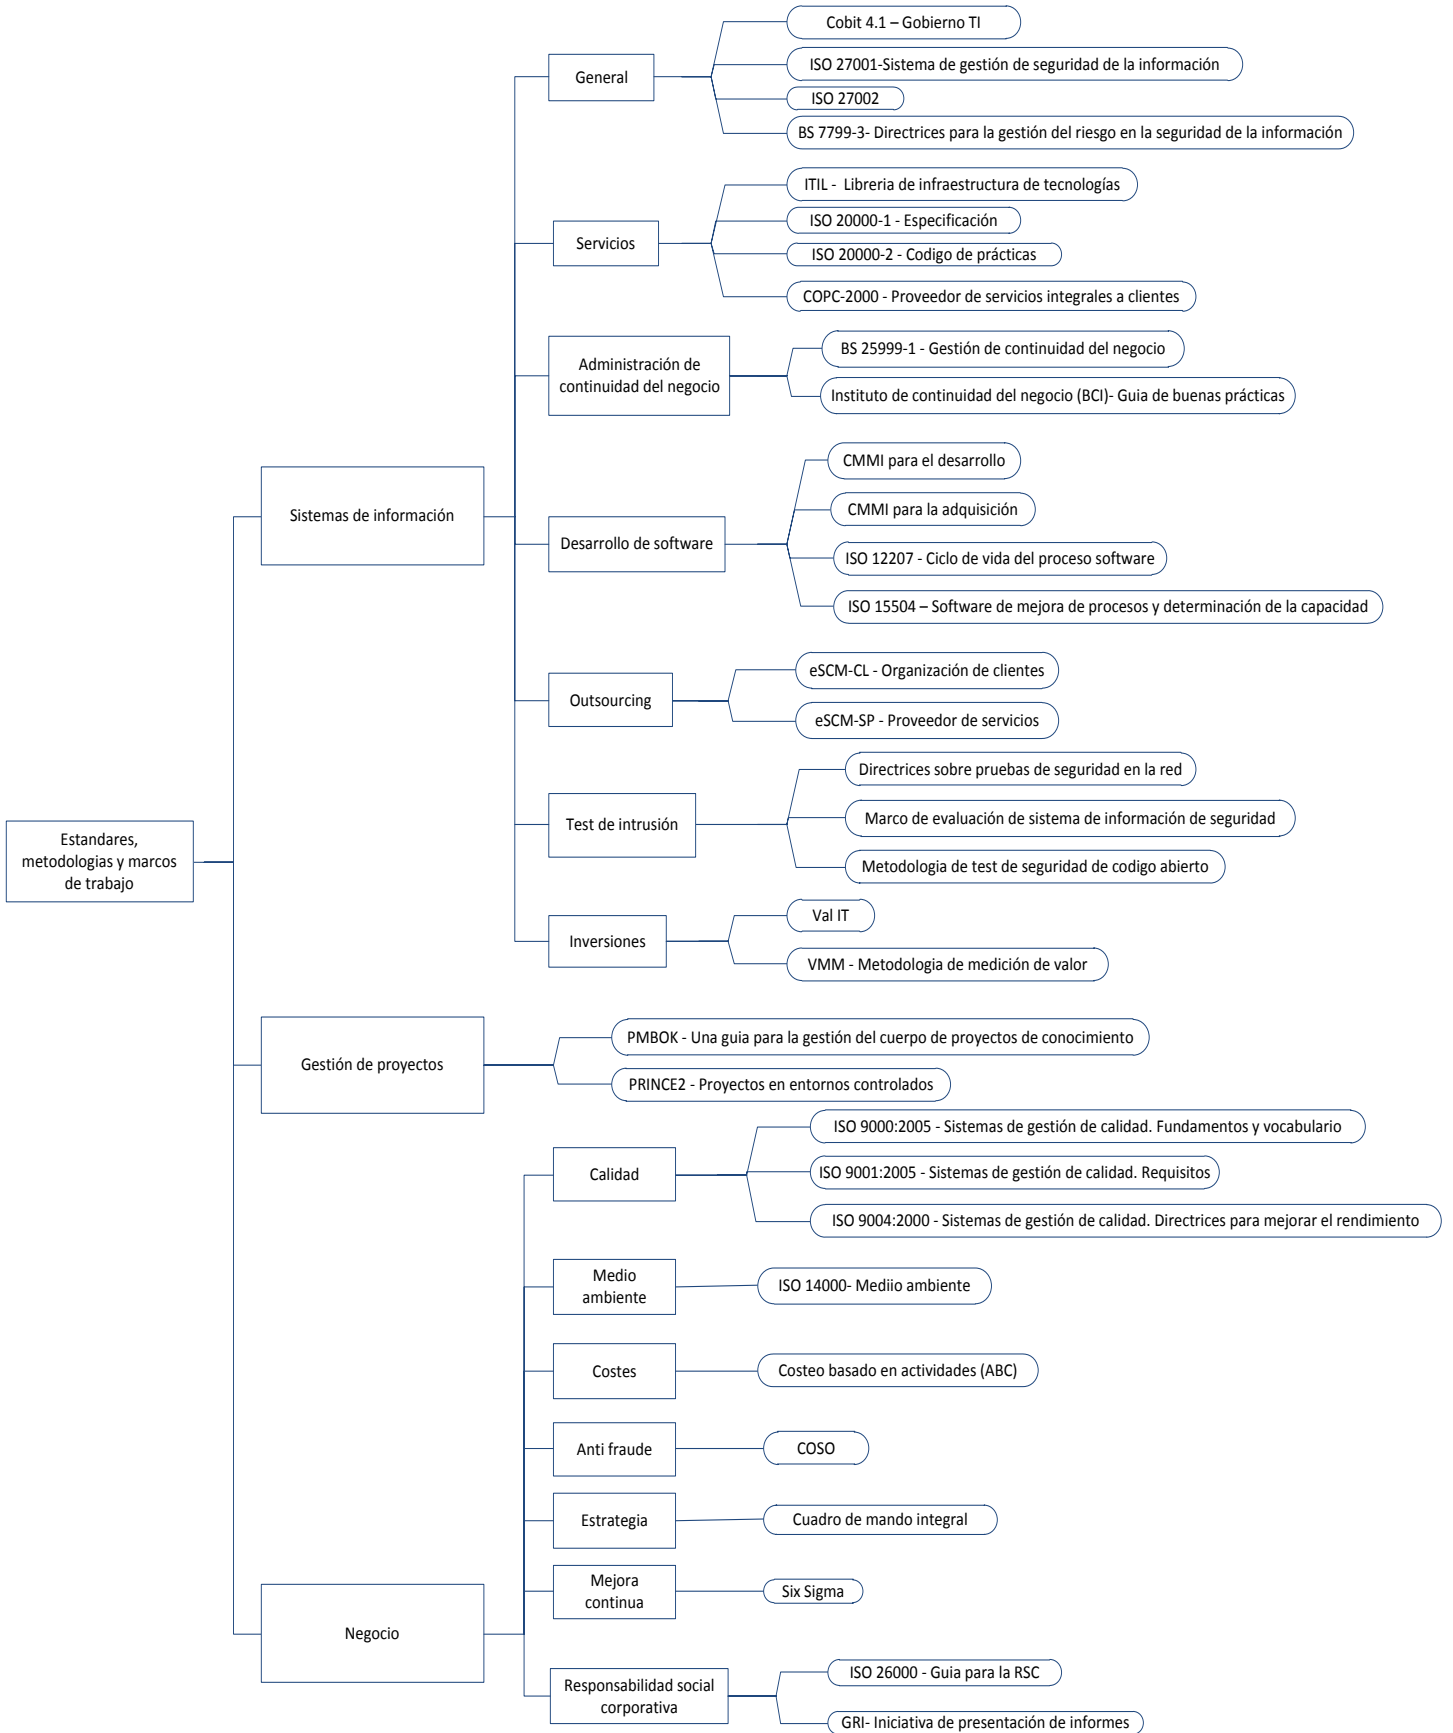 Estandares,
metodologias y marcos
de trabajo
Sistemas de información
General
Cobit 4.1 – Gobierno TI
ISO 27001-Sistema de gestión de seguridad de la información
ISO 27002
BS 7799-3- Directrices para la gestión del riesgo en la seguridad de la información
Servicios
ITIL - Libreria de infraestructura de tecnologías
ISO 20000-1 - Especificación
ISO 20000-2 - Codigo de prácticas
COPC-2000 - Proveedor de servicios integrales a clientes
Administración de
continuidad del negocio
BS 25999-1 - Gestión de continuidad del negocio
Instituto de continuidad del negocio (BCI)- Guia de buenas prácticas
Desarrollo de software
CMMI para el desarrollo
CMMI para la adquisición
ISO 12207 - Ciclo de vida del proceso software
ISO 15504 – Software de mejora de procesos y determinación de la capacidad
Outsourcing
eSCM-CL - Organización de clientes
eSCM-SP - Proveedor de servicios
Test de intrusión
Directrices sobre pruebas de seguridad en la red
Marco de evaluación de sistema de información de seguridad
Metodologia de test de seguridad de codigo abierto
Inversiones
Val IT
VMM - Metodologia de medición de valor
Gestión de proyectos
PMBOK - Una guia para la gestión del cuerpo de proyectos de conocimiento
PRINCE2 - Proyectos en entornos controlados
Negocio
Calidad
ISO 9000:2005 - Sistemas de gestión de calidad. Fundamentos y vocabulario
ISO 9001:2005 - Sistemas de gestión de calidad. Requisitos
ISO 9004:2000 - Sistemas de gestión de calidad. Directrices para mejorar el rendimiento
Medio
ambiente
ISO 14000- Mediio ambiente
Costes
Costeo basado en actividades (ABC)
Anti fraude
COSO
Estrategia
Cuadro de mando integral
Mejora
continua
Six Sigma
Responsabilidad social
corporativa
ISO 26000 - Guia para la RSC
GRI- Iniciativa de presentación de informes